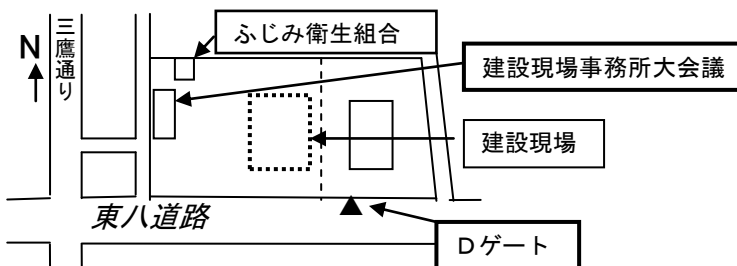 三鷹通り
N
ふじみ衛生組合
建設現場事務所大会議
建設現場
東八道路
Dゲート